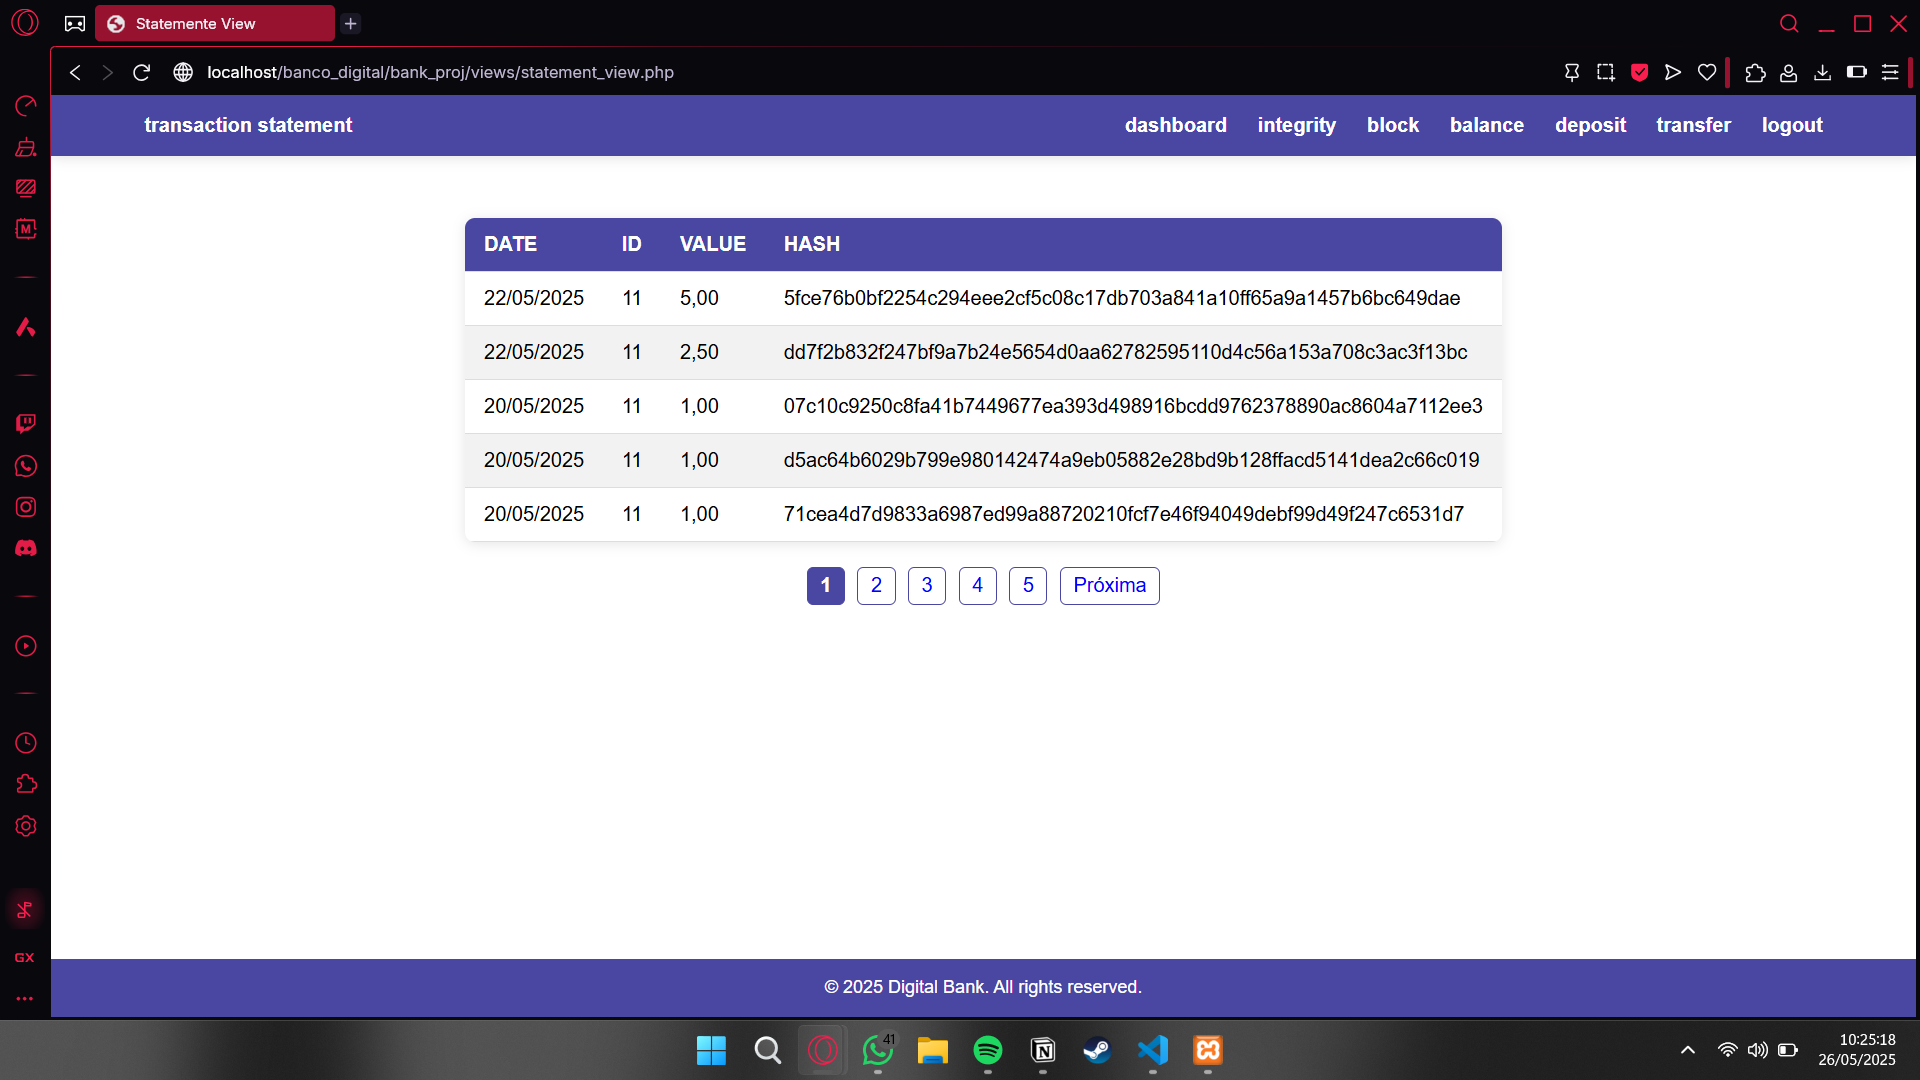 Statemente View
localhost/banco_digital/bank_proj/views/statement_view.php
transaction statement
dashboard integrity block balance deposit transfer logout
DATE ID VALUE HASH
22/05/2025 11 5,00 5fce76b0bf2254c294eee2cf5c08c17db703a841a10ff65a9a1457b6bc649dae
22/05/2025 11 2,50 dd7f2b832f247bf9a7b24e5654d0aa62782595110d4c56a153a708c3ac3f13bc
20/05/2025 11 1,00 07c10c9250c8fa41b7449677ea393d498916bcdd9762378890ac8604a7112ee3
20/05/2025 11 1,00 d5ac64b6029b799e980142474a9eb05882e28bd9b128ffacd5141dea2c66c019
20/05/2025 11 1,00 71cea4d7d9833a6987ed99a88720210fcf7e46f94049debf99d49f247c6531d7
1 2 3 4 5 Próxima
© 2025 Digital Bank. All rights reserved.
M
GX
41
10:25:18
26/05/2025